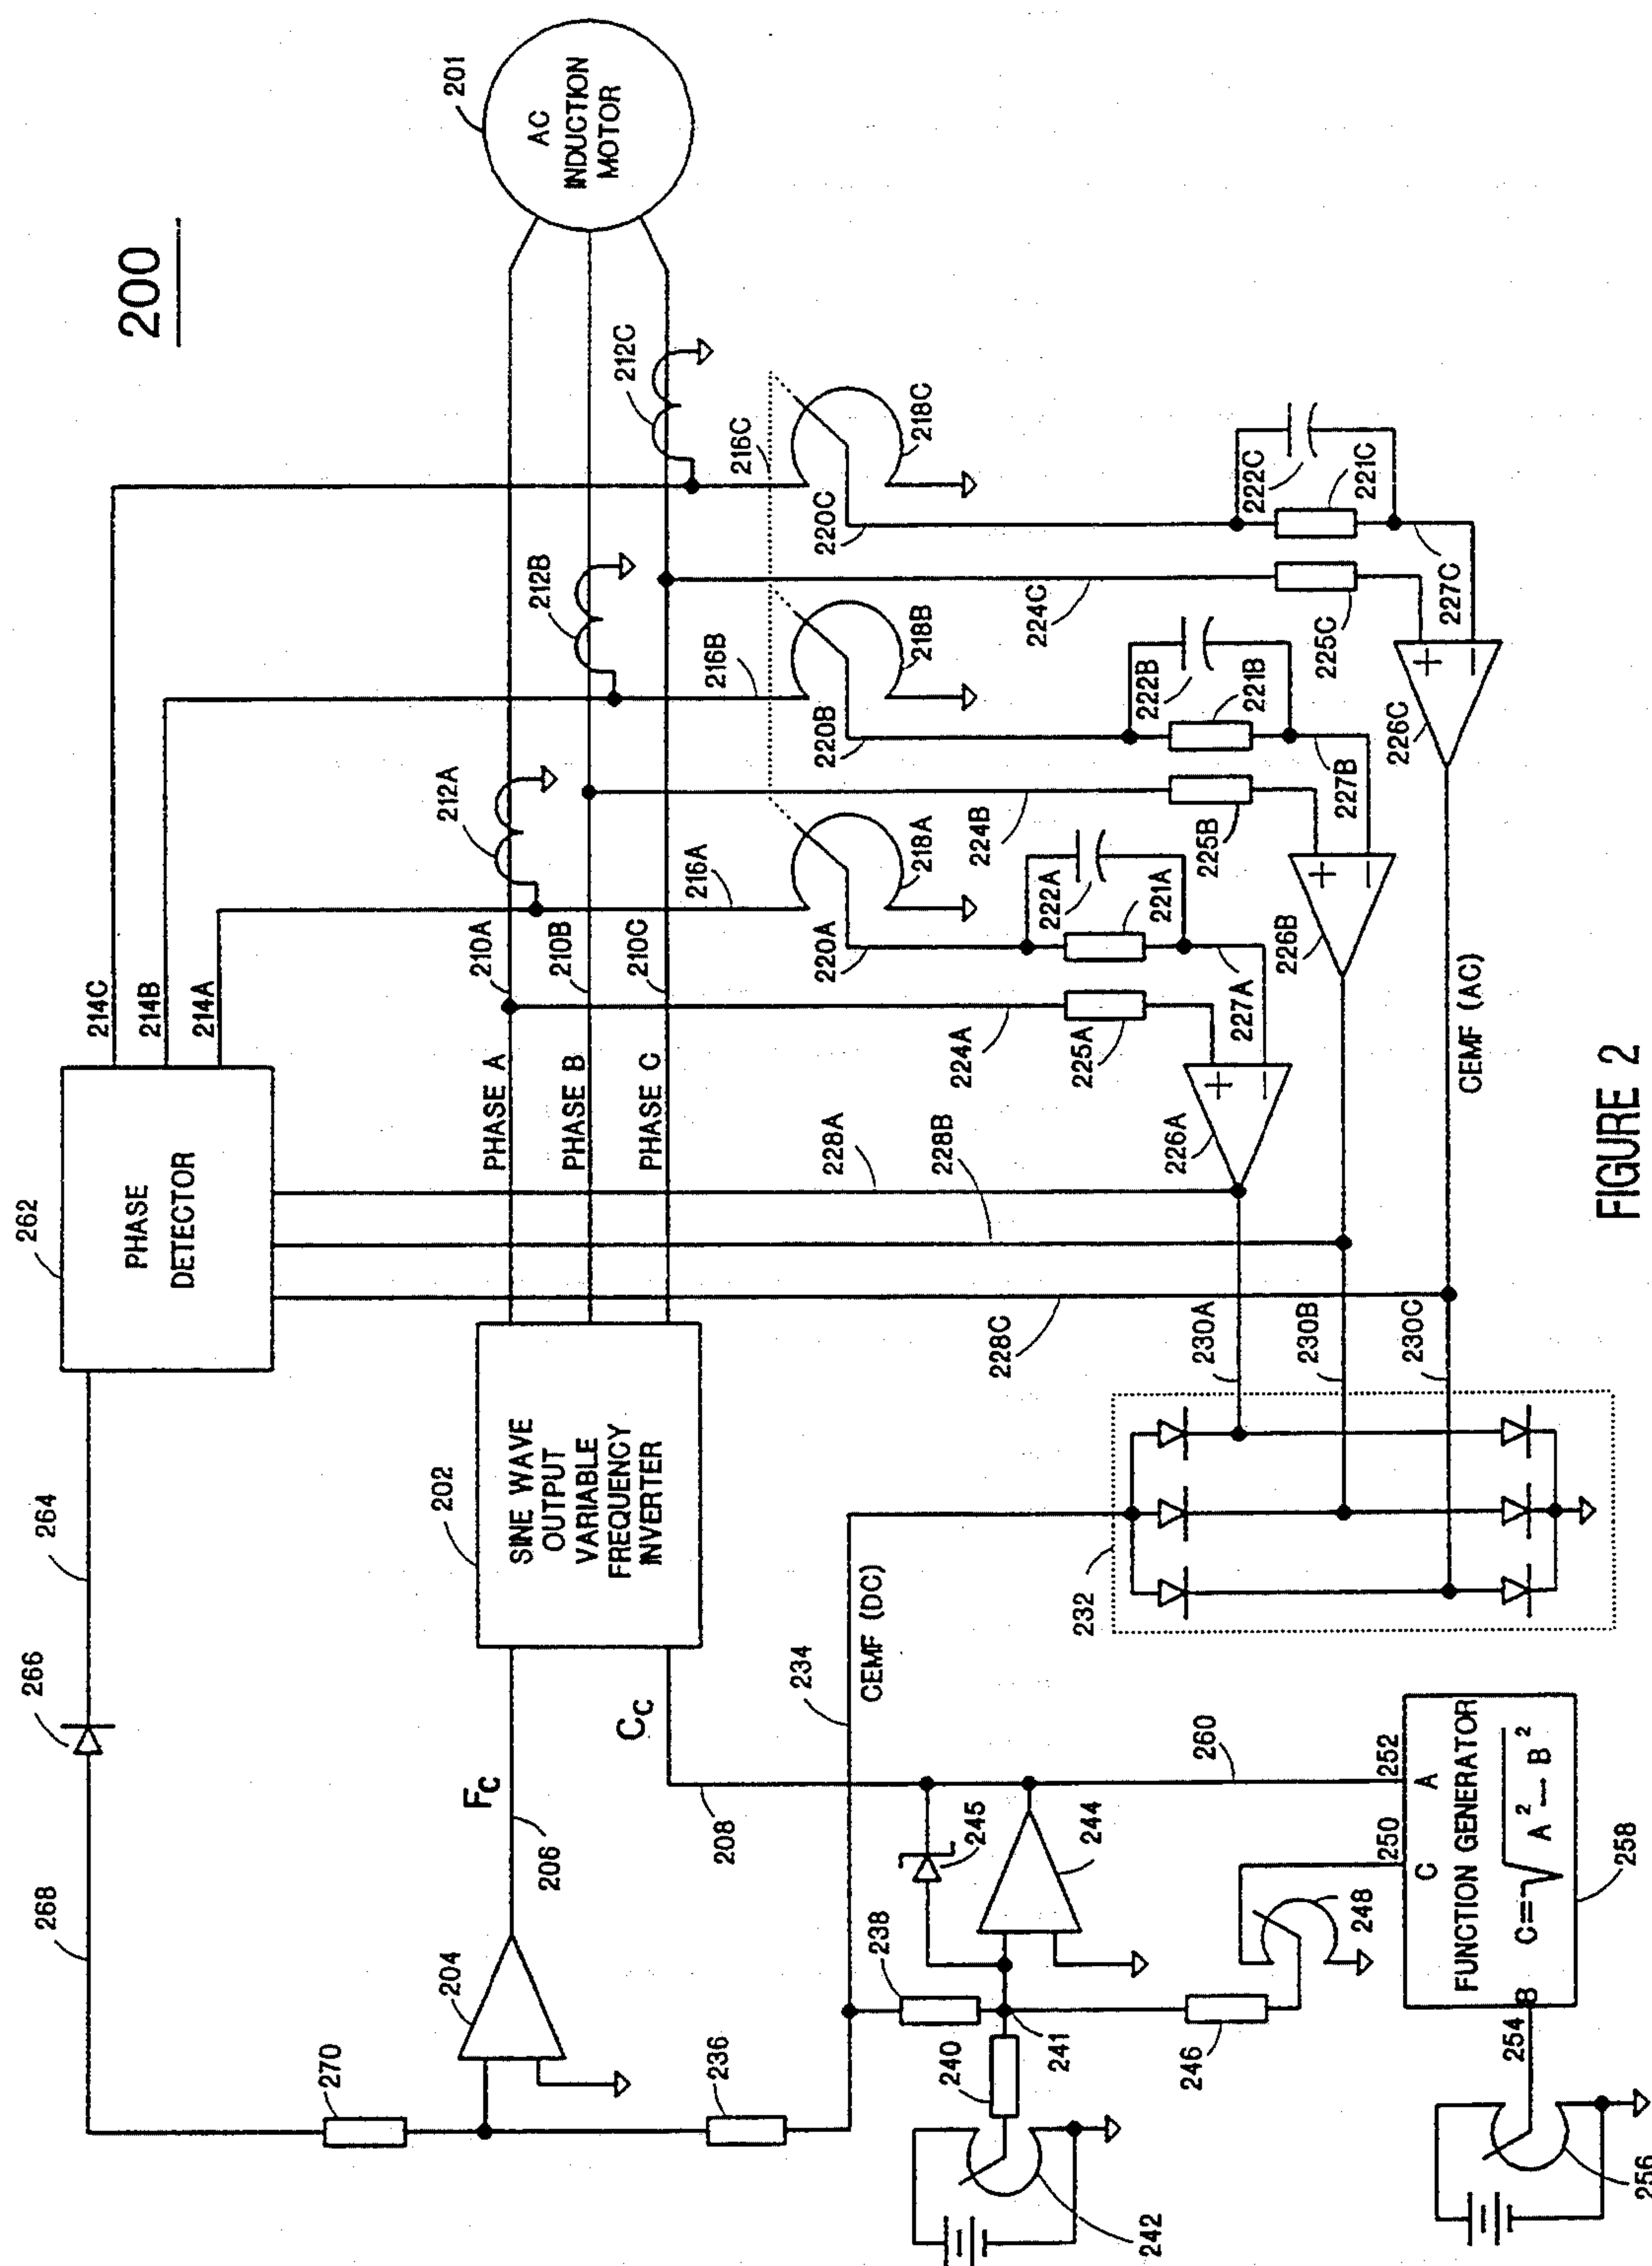 200
201
AC
INDUCTION
MOTOR
262
PHASE
DETECTOR
214C
214B
214A
264
266
268
270
204
206
FC
236
202
SINE WAVE
OUTPUT
VARIABLE
FREQUENCY
INVERTER
CC
208
PHASE A
PHASE B
PHASE C
210A
210B
210C
212A
212B
212C
216A
216B
216C
218A
218B
218C
220A
220B
220C
222A
222B
222C
221A
221B
221C
224A
224B
224C
225A
225B
225C
227A
227B
227C
+
−
226A
+
−
226B
+
−
226C
228A
228B
228C
230A
230B
230C
CEMF (AC)
232
234
CEMF (DC)
238
240
241
242
244
245
246
248
250
252
260
C
A
FUNCTION GENERATOR
C=√A²−B²
B
254
256
258
FIGURE 2